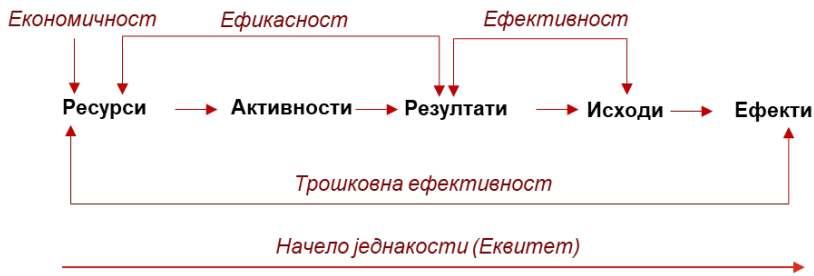 Економичност Ефикасност Ефективност
Ресурси Активности Резултати Исходи Ефекти
Трошковна ефективност
Начело једнакости (Еквитет)